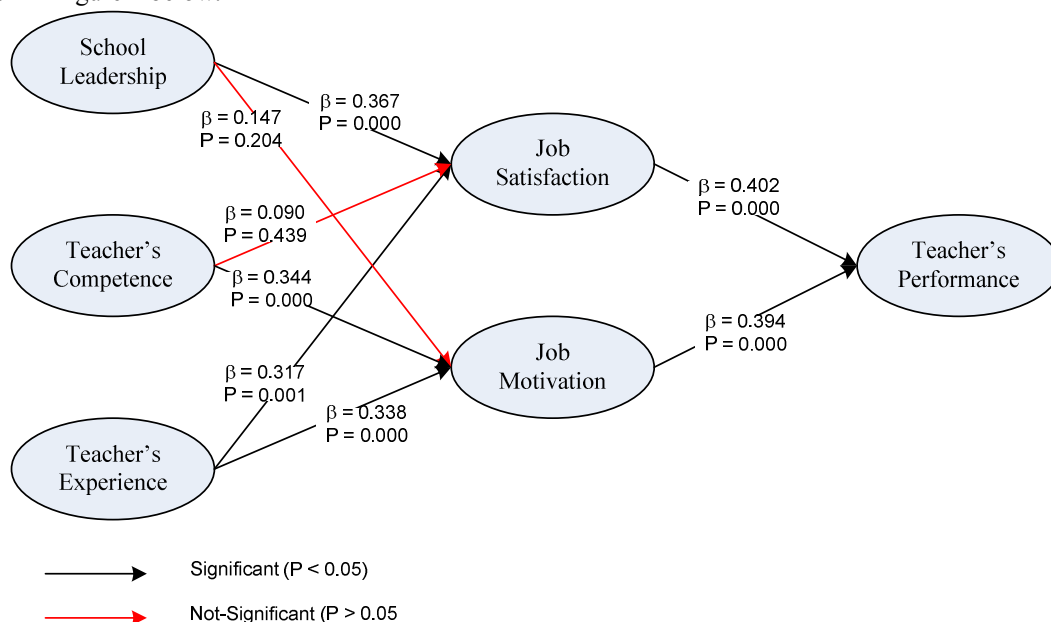 School
Leadership
β = 0.367
P = 0.000
β = 0.147
P = 0.204
Job
Satisfaction
β = 0.402
P = 0.000
β = 0.090
P = 0.439
Teacher's
Competence
β = 0.344
P = 0.000
Teacher's
Performance
β = 0.394
P = 0.000
Job
Motivation
β = 0.317
P = 0.001
β = 0.338
P = 0.000
Teacher's
Experience
Significant (P < 0.05)
Not-Significant (P > 0.05